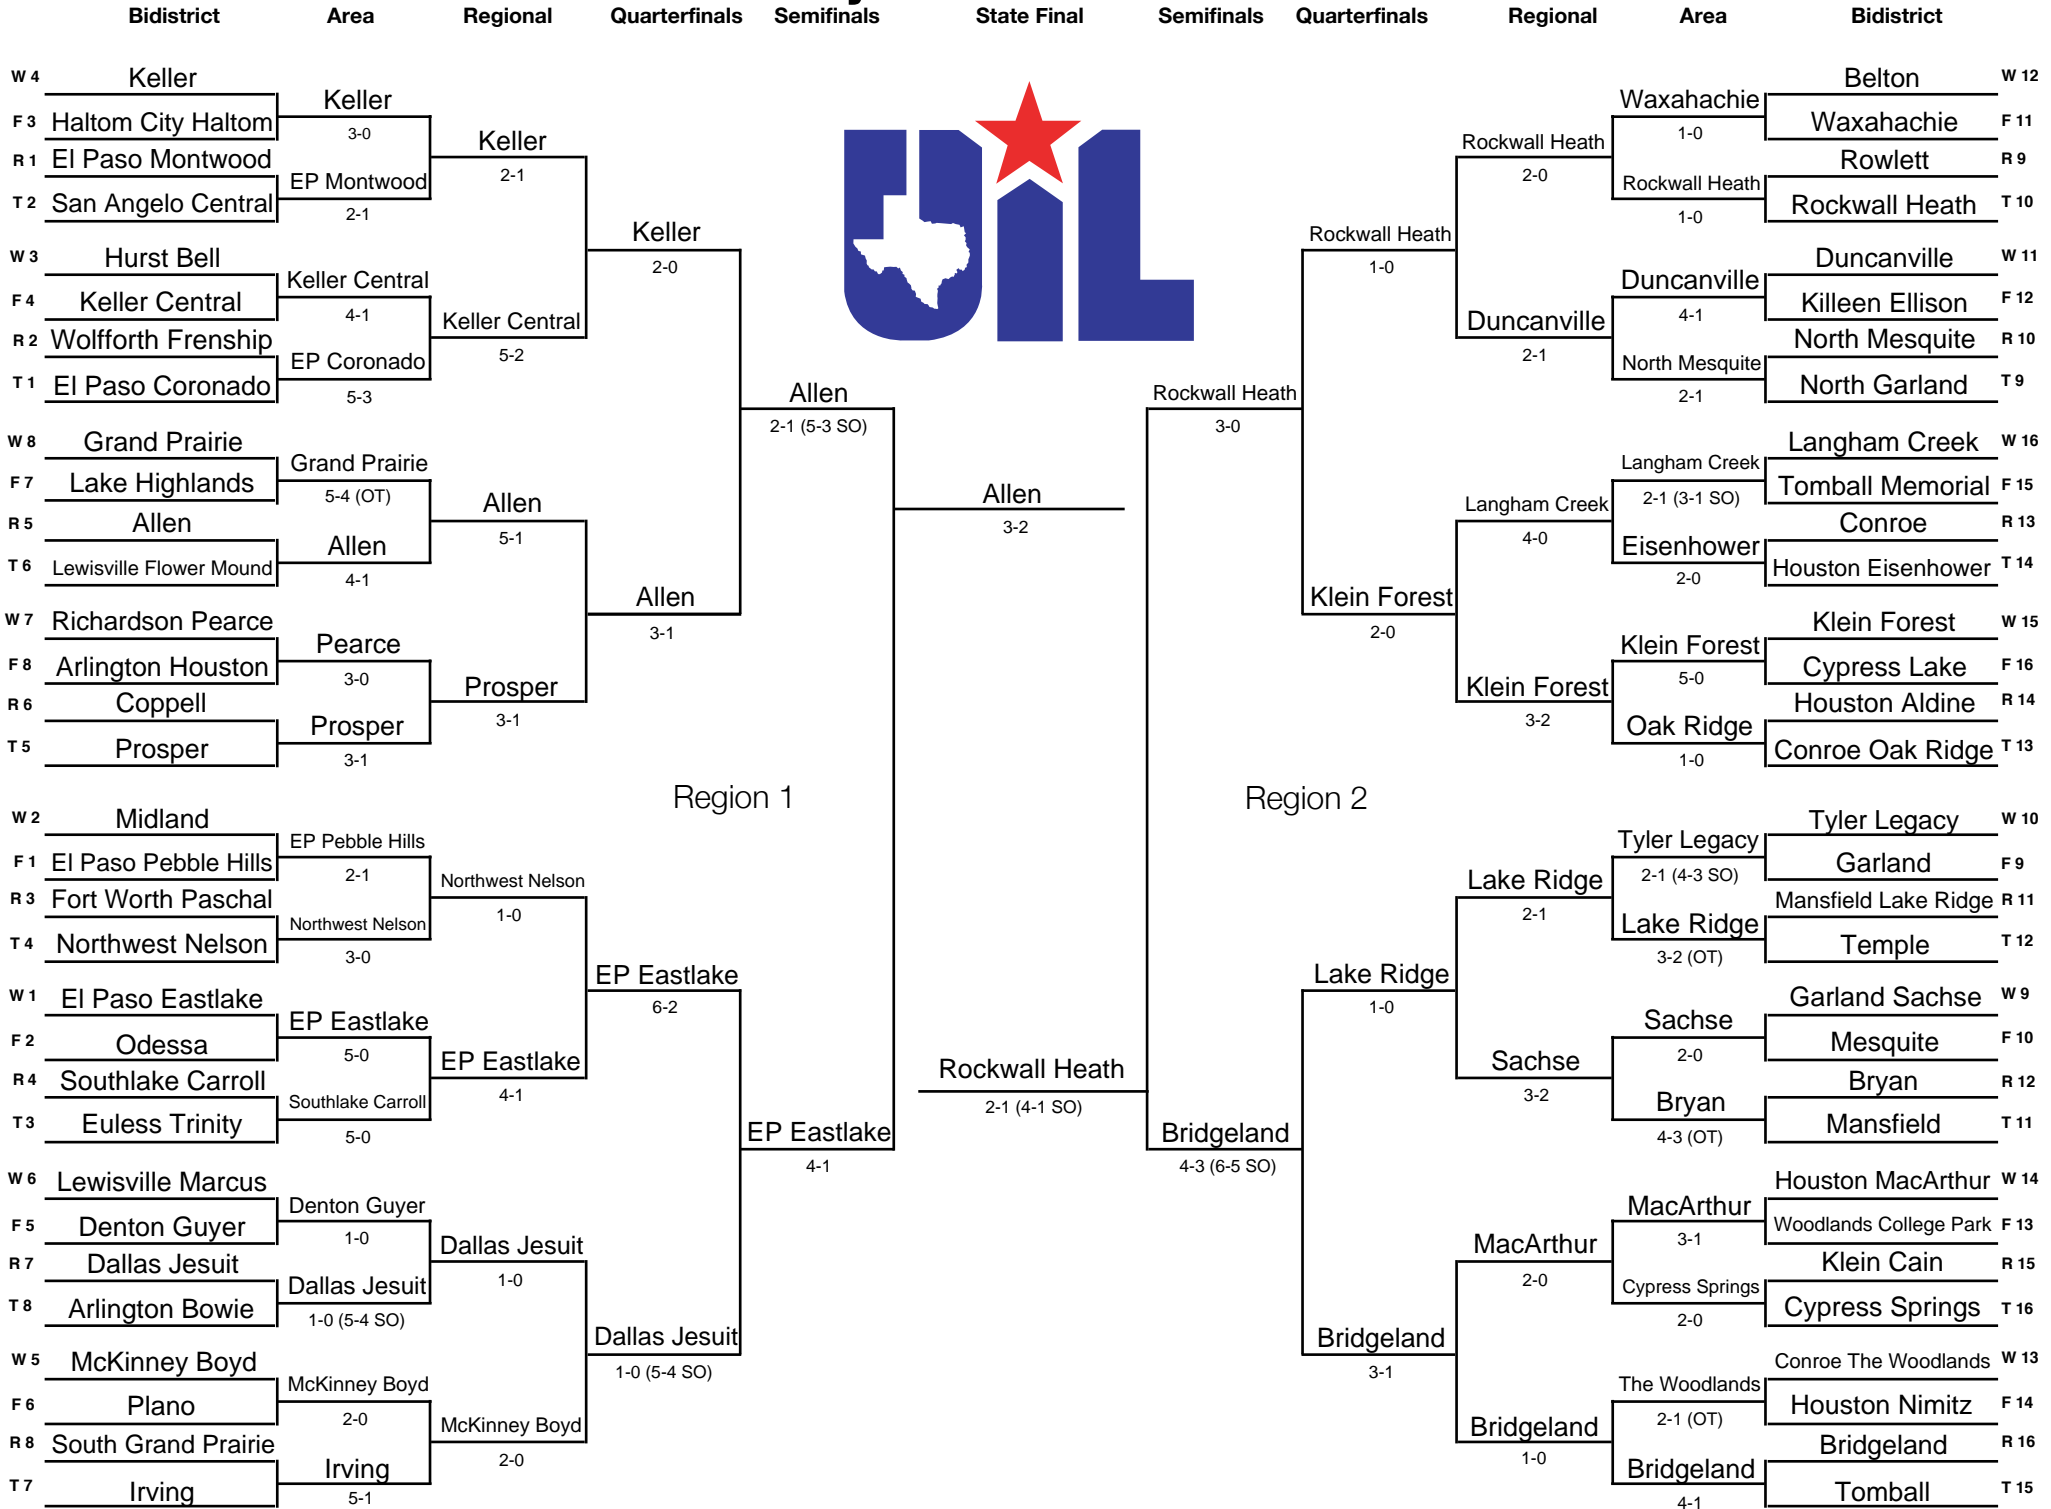 Bidistrict Area Regional Quarterfinals Semifinals State Final Semifinals Quarterfinals Regional Area Bidistrict
W 4 Keller
F 3 Haltom City Haltom
R 1 El Paso Montwood
T 2 San Angelo Central
W 3 Hurst Bell
F 4 Keller Central
R 2 Wolfforth Frenship
T 1 El Paso Coronado
W 8 Grand Prairie
F 7 Lake Highlands
R 5 Allen
T 6 Lewisville Flower Mound
W 7 Richardson Pearce
F 8 Arlington Houston
R 6 Coppell
T 5 Prosper
W 2 Midland
F 1 El Paso Pebble Hills
R 3 Fort Worth Paschal
T 4 Northwest Nelson
W 1 El Paso Eastlake
F 2 Odessa
R 4 Southlake Carroll
T 3 Euless Trinity
W 6 Lewisville Marcus
F 5 Denton Guyer
R 7 Dallas Jesuit
T 8 Arlington Bowie
W 5 McKinney Boyd
F 6 Plano
R 8 South Grand Prairie
T 7 Irving
Keller
3-0
EP Montwood
2-1
Keller Central
4-1
EP Coronado
5-3
Grand Prairie
5-4 (OT)
Allen
4-1
Pearce
3-0
Prosper
3-1
EP Pebble Hills
2-1
Northwest Nelson
3-0
EP Eastlake
5-0
Southlake Carroll
5-0
Denton Guyer
1-0
Dallas Jesuit
1-0 (5-4 SO)
McKinney Boyd
2-0
Irving
5-1
Keller
2-1
Keller Central
5-2
Allen
5-1
Prosper
3-1
Northwest Nelson
1-0
EP Eastlake
4-1
Dallas Jesuit
1-0
McKinney Boyd
2-0
Keller
2-0
Allen
3-1
EP Eastlake
6-2
Dallas Jesuit
1-0 (5-4 SO)
Region 1
Allen
2-1 (5-3 SO)
EP Eastlake
4-1
UIL
Allen
3-2
Rockwall Heath
2-1 (4-1 SO)
Rockwall Heath
3-0
Bridgeland
4-3 (6-5 SO)
Region 2
Rockwall Heath
1-0
Klein Forest
2-0
Lake Ridge
1-0
Bridgeland
3-1
Rockwall Heath
2-0
Duncanville
2-1
Langham Creek
4-0
Klein Forest
3-2
Lake Ridge
2-1
Sachse
3-2
MacArthur
2-0
Bridgeland
1-0
Waxahachie
1-0
Rockwall Heath
1-0
Duncanville
4-1
North Mesquite
2-1
Langham Creek
2-1 (3-1 SO)
Eisenhower
2-0
Klein Forest
5-0
Oak Ridge
1-0
Tyler Legacy
2-1 (4-3 SO)
Lake Ridge
3-2 (OT)
Sachse
2-0
Bryan
4-3 (OT)
MacArthur
3-1
Cypress Springs
2-0
The Woodlands
2-1 (OT)
Bridgeland
4-1
Belton W 12
Waxahachie F 11
Rowlett R 9
Rockwall Heath T 10
Duncanville W 11
Killeen Ellison F 12
North Mesquite R 10
North Garland T 9
Langham Creek W 16
Tomball Memorial F 15
Conroe R 13
Houston Eisenhower T 14
Klein Forest W 15
Cypress Lake F 16
Houston Aldine R 14
Conroe Oak Ridge T 13
Tyler Legacy W 10
Garland F 9
Mansfield Lake Ridge R 11
Temple T 12
Garland Sachse W 9
Mesquite F 10
Bryan R 12
Mansfield T 11
Houston MacArthur W 14
Woodlands College Park F 13
Klein Cain R 15
Cypress Springs T 16
Conroe The Woodlands W 13
Houston Nimitz F 14
Bridgeland R 16
Tomball T 15